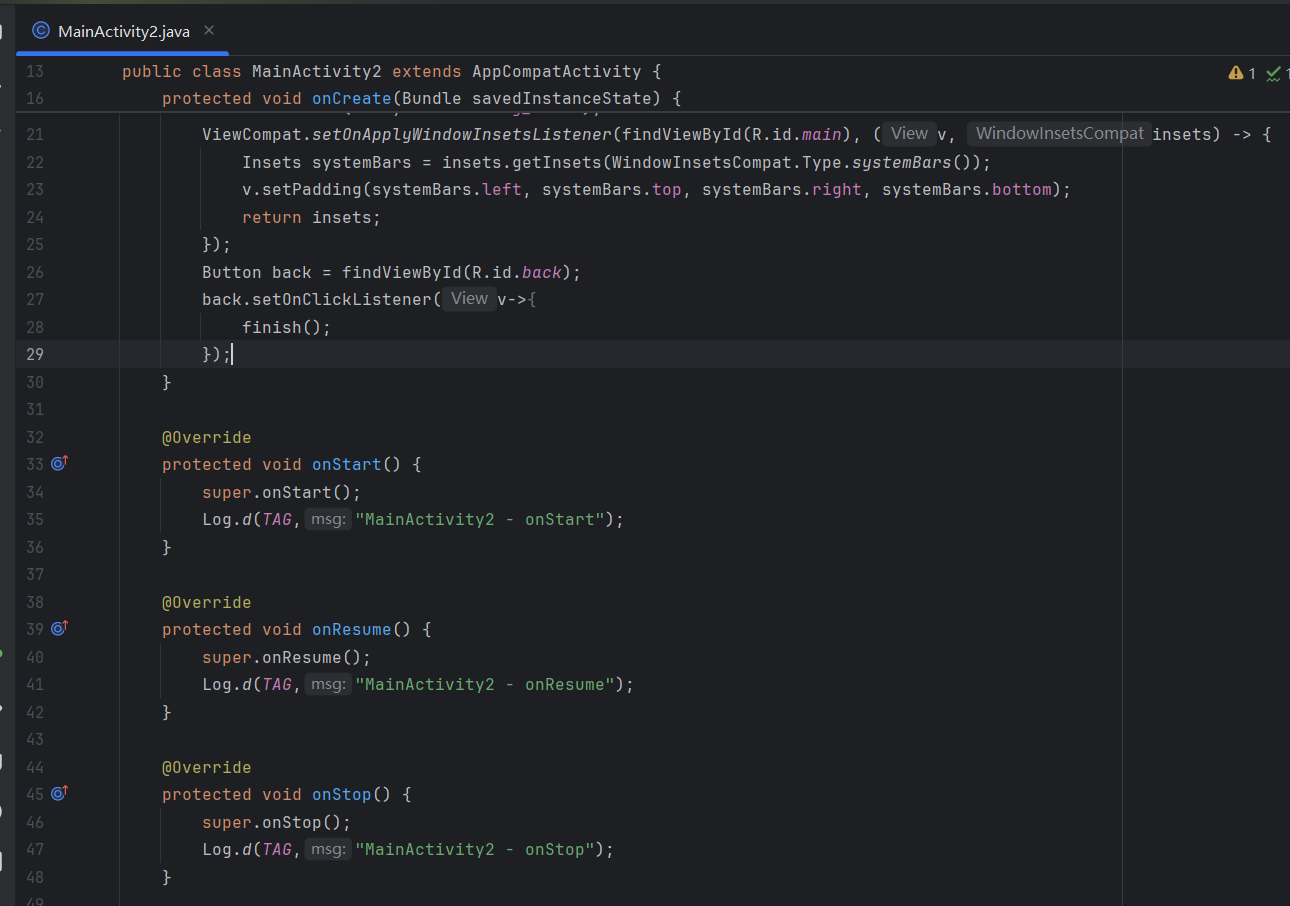 MainActivity2.java
13 public class MainActivity2 extends AppCompatActivity {
1
16 protected void onCreate(Bundle savedInstanceState) {
21 ViewCompat.setOnApplyWindowInsetsListener(findViewById(R.id.main), ( View v, WindowInsetsCompat insets) -> {
22 Insets systemBars = insets.getInsets(WindowInsetsCompat.Type.systemBars());
23 v.setPadding(systemBars.left, systemBars.top, systemBars.right, systemBars.bottom);
24 return insets;
25 });
26 Button back = findViewById(R.id.back);
27 back.setOnClickListener( View v->{
28 finish();
29 });
30 }
31
32 @Override
33 protected void onStart() {
34 super.onStart();
35 Log.d(TAG, msg: "MainActivity2 - onStart");
36 }
37
38 @Override
39 protected void onResume() {
40 super.onResume();
41 Log.d(TAG, msg: "MainActivity2 - onResume");
42 }
43
44 @Override
45 protected void onStop() {
46 super.onStop();
47 Log.d(TAG, msg: "MainActivity2 - onStop");
48 }
49